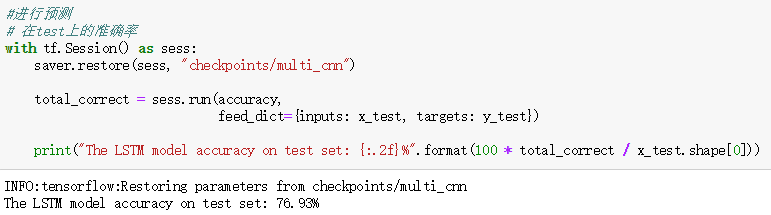 #进行预测
# 在test上的准确率
with tf.Session() as sess:
    saver.restore(sess, "checkpoints/multi_cnn")
    total_correct = sess.run(accuracy,
                             feed_dict={inputs: x_test, targets: y_test})
    print("The LSTM model accuracy on test set: {:.2f}%".format(100 * total_correct / x_test.shape[0]))
INFO:tensorflow:Restoring parameters from checkpoints/multi_cnn
The LSTM model accuracy on test set: 76.93%